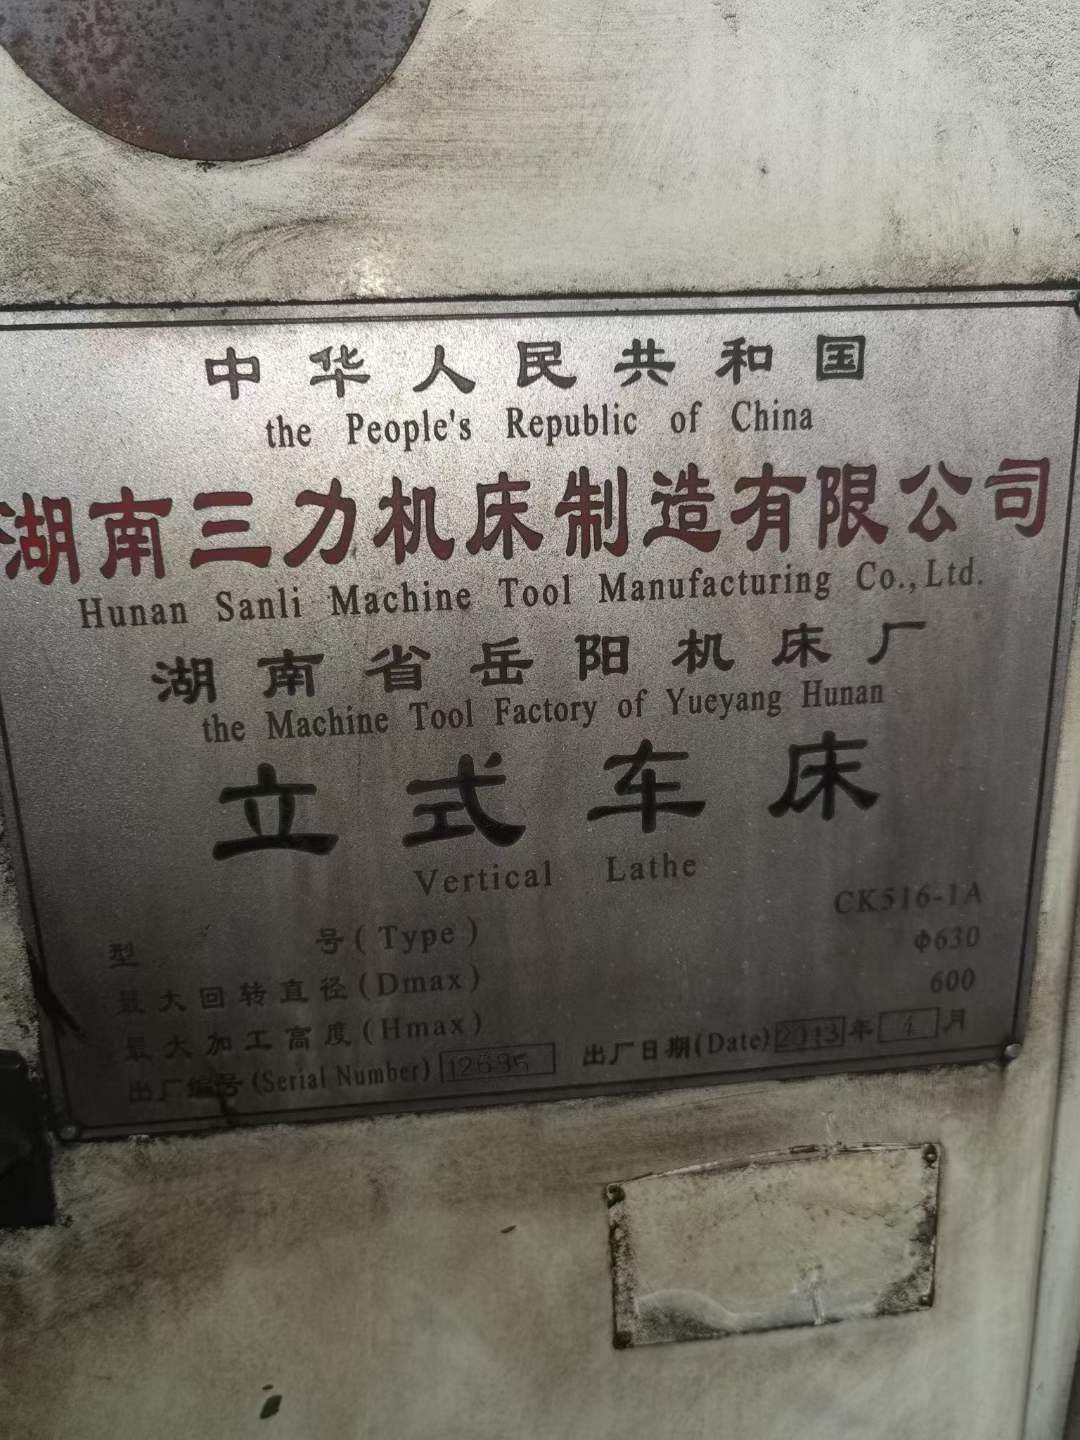 中华人民共和国
the People's Republic of China
湖南三力机床制造有限公司
Hunan Sanli Machine Tool Manufacturing Co.,Ltd.
湖南省岳阳机床厂
the Machine Tool Factory of Yueyang Hunan
立式车床
Vertical Lathe
型号(Type) CK516-1A
最大回转直径(Dmax) Φ630
最大加工高度(Hmax) 600
出厂编号(Serial Number) 出厂日期(Date) 2013年4月